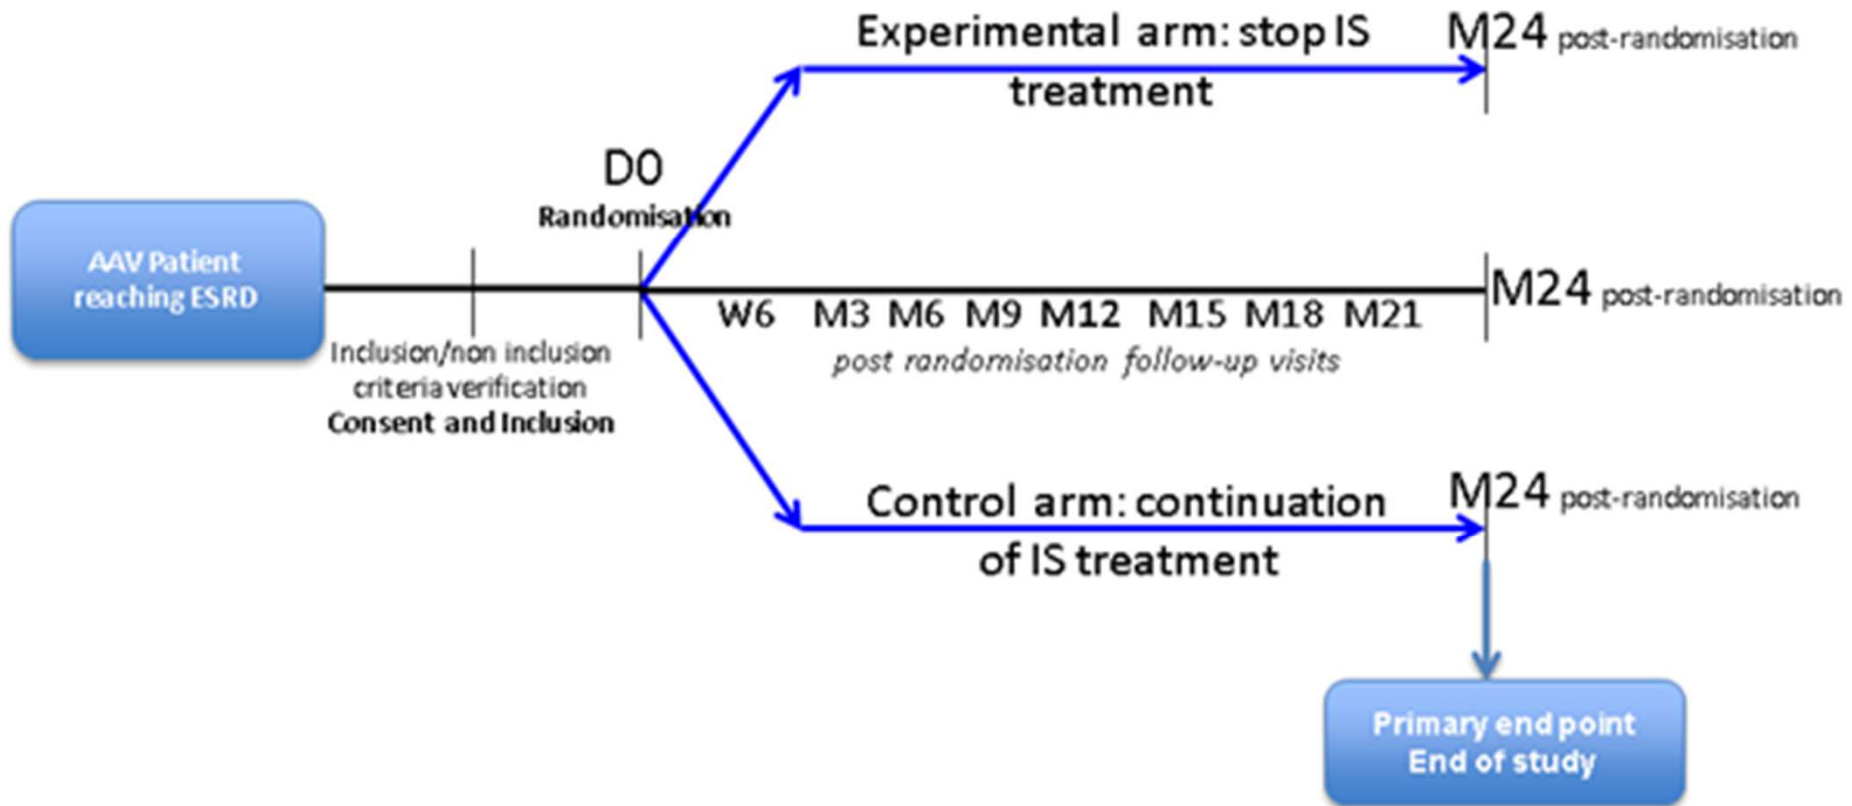 Experimental arm: stop IS
treatment
M24 post-randomisation
D0
Randomisation
AAV Patient
reaching ESRD
Inclusion/non inclusion
criteria verification
Consent and Inclusion
W6 M3 M6 M9 M12 M15 M18 M21
post randomisation follow-up visits
M24 post-randomisation
Control arm: continuation
of IS treatment
M24 post-randomisation
Primary end point
End of study